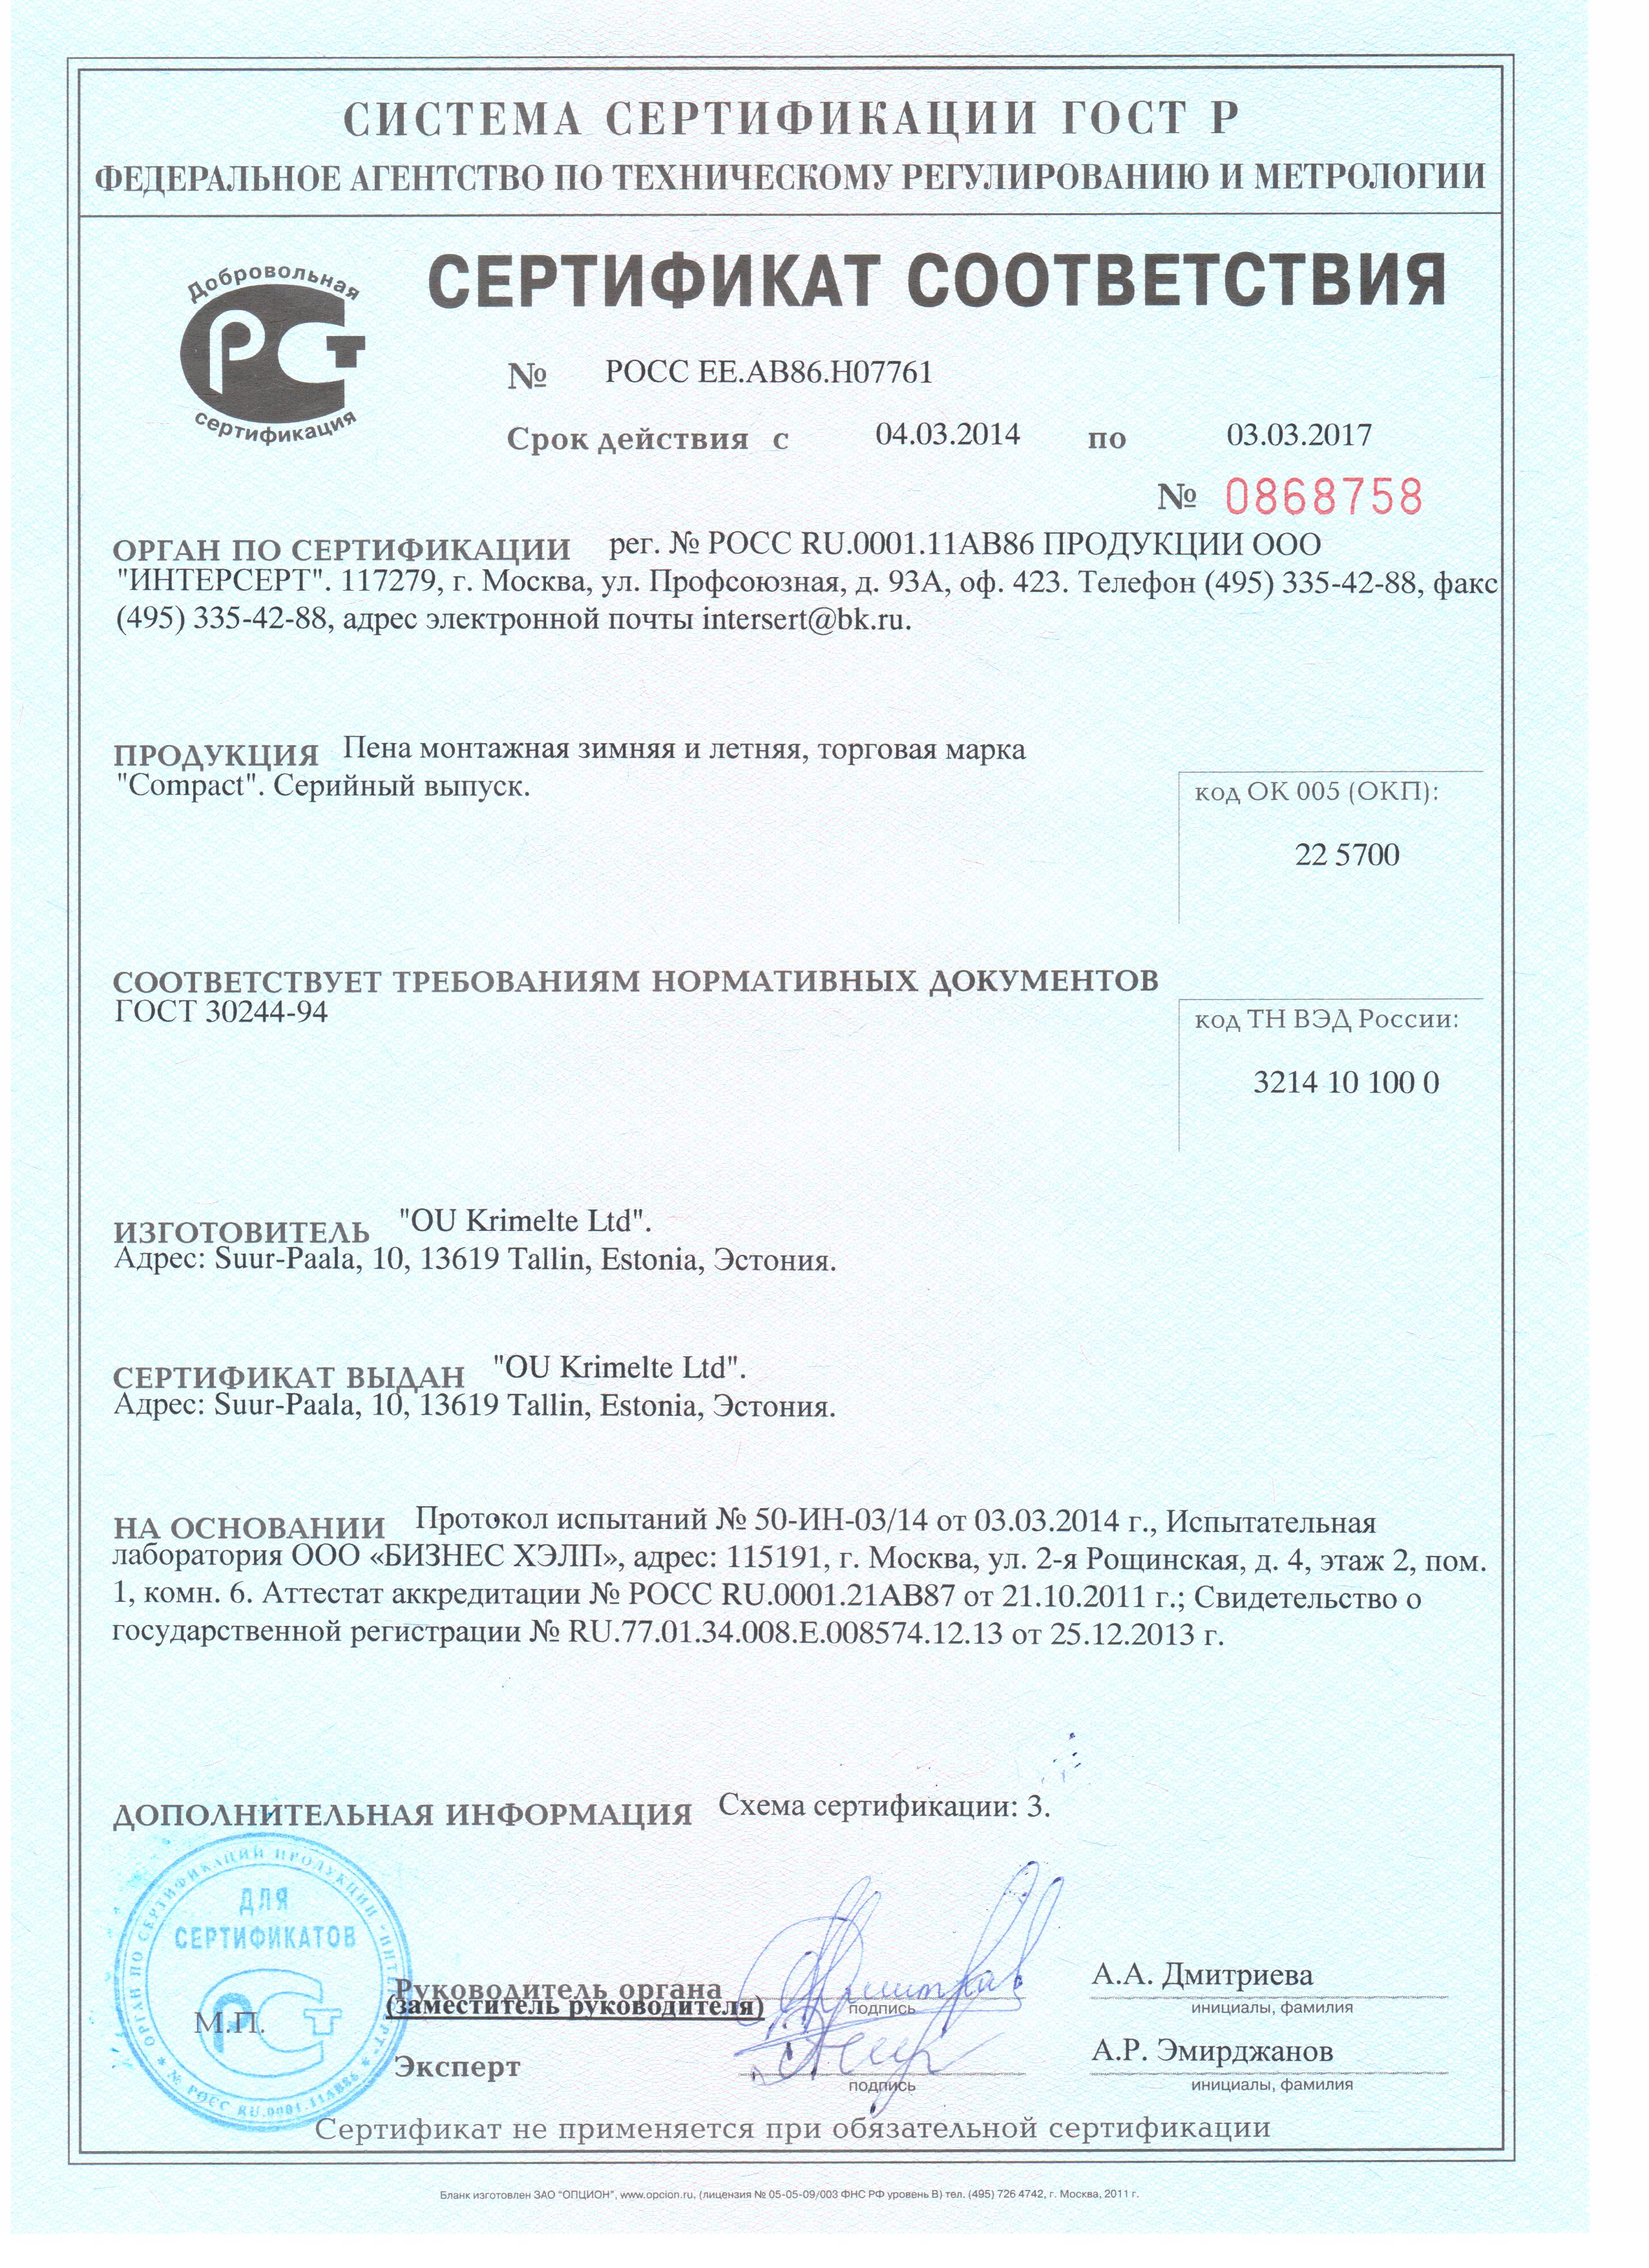 СИСТЕМА СЕРТИФИКАЦИИ ГОСТ Р
ФЕДЕРАЛЬНОЕ АГЕНТСТВО ПО ТЕХНИЧЕСКОМУ РЕГУЛИРОВАНИЮ И МЕТРОЛОГИИ
Добровольная
РСТ
сертификация
СЕРТИФИКАТ СООТВЕТСТВИЯ
№ РОСС ЕЕ.АВ86.Н07761
Срок действия с 04.03.2014 по 03.03.2017
№ 0868758
ОРГАН ПО СЕРТИФИКАЦИИ рег. № РОСС RU.0001.11АВ86 ПРОДУКЦИИ ООО
"ИНТЕРСЕРТ". 117279, г. Москва, ул. Профсоюзная, д. 93А, оф. 423. Телефон (495) 335-42-88, факс
(495) 335-42-88, адрес электронной почты intersert@bk.ru.
ПРОДУКЦИЯ Пена монтажная зимняя и летняя, торговая марка
"Compact". Серийный выпуск.
код ОК 005 (ОКП):
22 5700
СООТВЕТСТВУЕТ ТРЕБОВАНИЯМ НОРМАТИВНЫХ ДОКУМЕНТОВ
ГОСТ 30244-94
код ТН ВЭД России:
3214 10 100 0
ИЗГОТОВИТЕЛЬ "OU Krimelte Ltd".
Адрес: Suur-Paala, 10, 13619 Tallin, Estonia, Эстония.
СЕРТИФИКАТ ВЫДАН "OU Krimelte Ltd".
Адрес: Suur-Paala, 10, 13619 Tallin, Estonia, Эстония.
НА ОСНОВАНИИ Протокол испытаний № 50-ИН-03/14 от 03.03.2014 г., Испытательная
лаборатория ООО «БИЗНЕС ХЭЛП», адрес: 115191, г. Москва, ул. 2-я Рощинская, д. 4, этаж 2, пом.
1, комн. 6. Аттестат аккредитации № РОСС RU.0001.21АВ87 от 21.10.2011 г.; Свидетельство о
государственной регистрации № RU.77.01.34.008.Е.008574.12.13 от 25.12.2013 г.
ДОПОЛНИТЕЛЬНАЯ ИНФОРМАЦИЯ Схема сертификации: 3.
ОРГАН ПО СЕРТИФИКАЦИИ ПРОДУКЦИИ "ИНТЕРСЕРТ" * № РОСС RU.0001.11АВ86 *
ДЛЯ
СЕРТИФИКАТОВ
РСТ
М.П.
Руководитель органа
(заместитель руководителя)
подпись
А.А. Дмитриева
инициалы, фамилия
Эксперт
подпись
А.Р. Эмирджанов
инициалы, фамилия
Сертификат не применяется при обязательной сертификации
Бланк изготовлен ЗАО "ОПЦИОН", www.opcion.ru, (лицензия № 05-05-09/003 ФНС РФ уровень В) тел. (495) 726 4742, г. Москва, 2011 г.